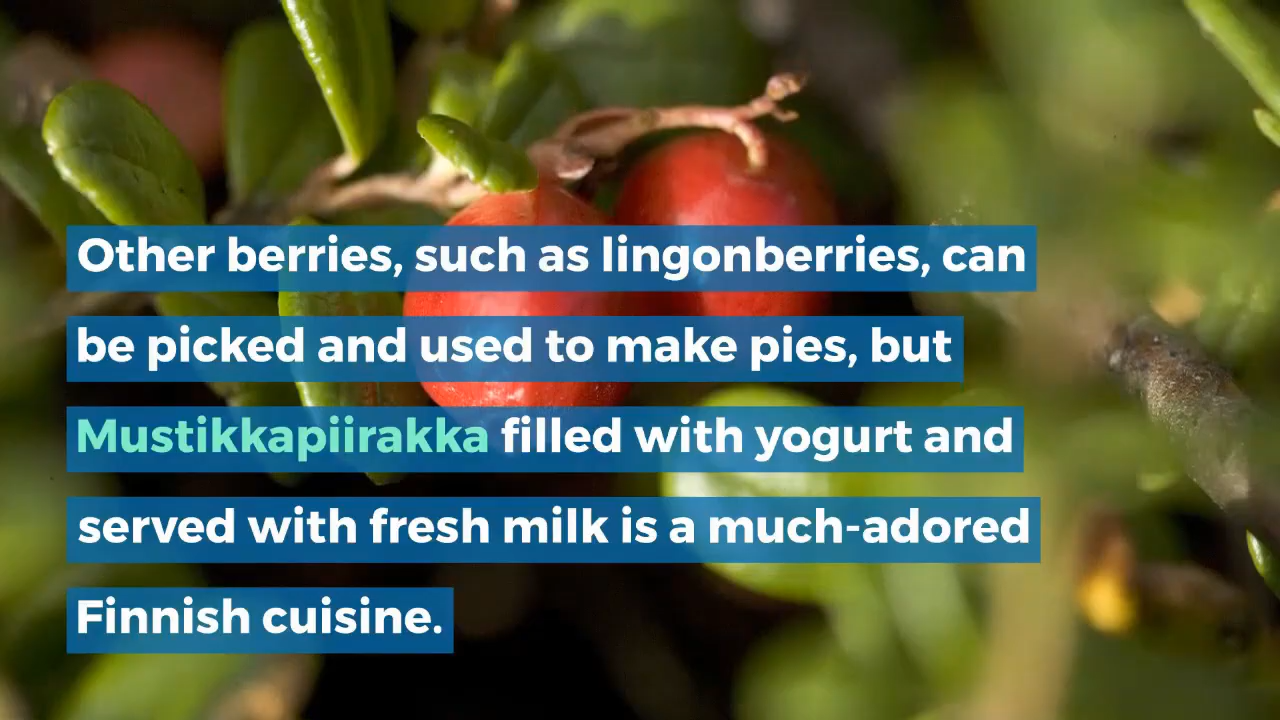 Other berries, such as lingonberries, can
be picked and used to make pies, but
Mustikkapiirakka filled with yogurt and
served with fresh milk is a much-adored
Finnish cuisine.